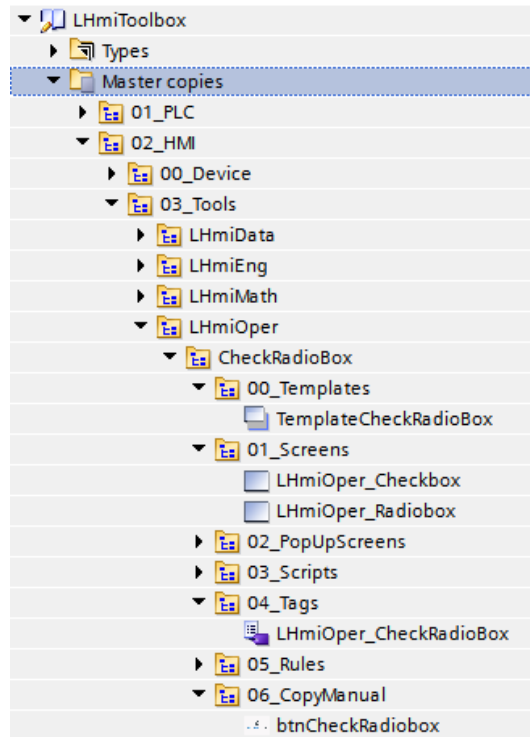 LHmiToolbox
Types
Master copies
01_PLC
02_HMI
00_Device
03_Tools
LHmiData
LHmiEng
LHmiMath
LHmiOper
CheckRadioBox
00_Templates
TemplateCheckRadioBox
01_Screens
LHmiOper_Checkbox
LHmiOper_Radiobox
02_PopUpScreens
03_Scripts
04_Tags
LHmiOper_CheckRadioBox
05_Rules
06_CopyManual
btnCheckRadiobox